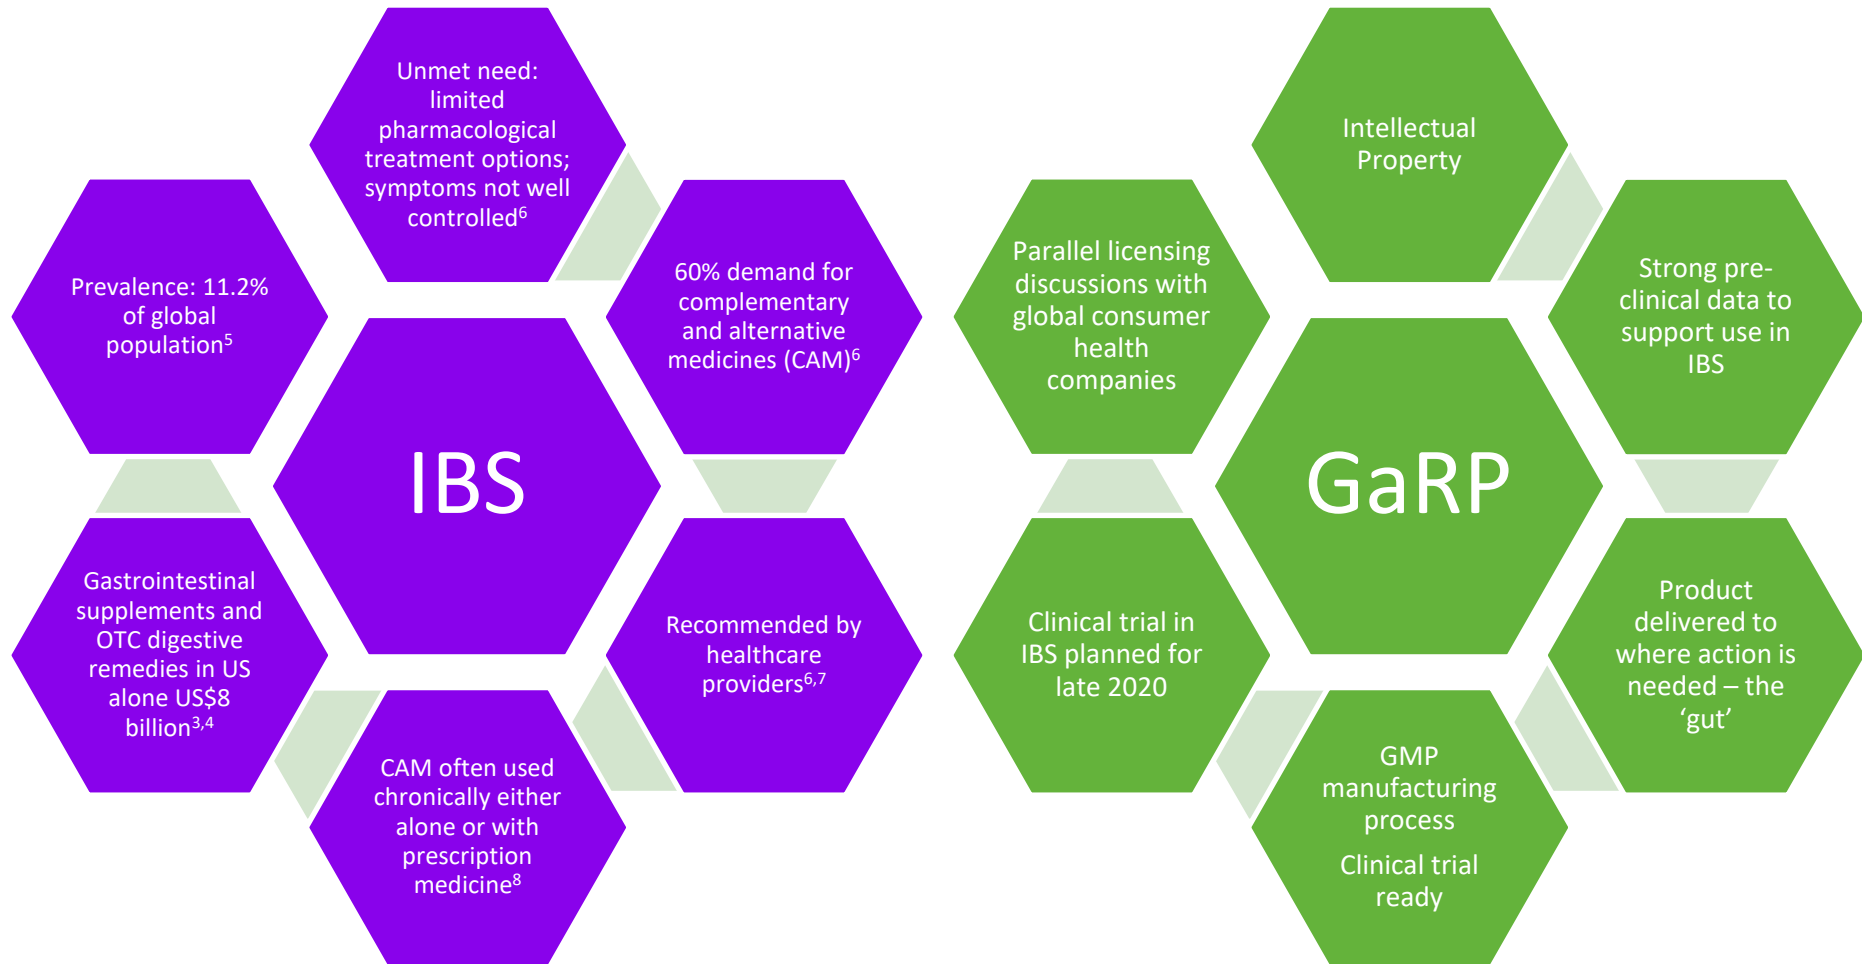 Unmet need:
limited
pharmacological
treatment options;
symptoms not well
controlled⁶
60% demand for
complementary
and alternative
medicines (CAM)⁶
Recommended by
healthcare
providers⁶,⁷
CAM often used
chronically either
alone or with
prescription
medicine⁸
Gastrointestinal
supplements and
OTC digestive
remedies in US
alone US$8
billion³,⁴
Prevalence: 11.2%
of global
population⁵
IBS
Intellectual
Property
Strong pre-
clinical data to
support use in
IBS
Product
delivered to
where action is
needed – the
‘gut’
GMP
manufacturing
process
Clinical trial
ready
Clinical trial in
IBS planned for
late 2020
Parallel licensing
discussions with
global consumer
health
companies
GaRP